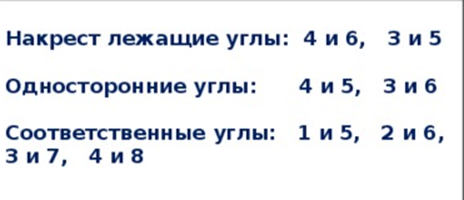 Накрест лежащие углы: 4 и 6, 3 и 5
Односторонние углы: 4 и 5, 3 и 6
Соответственные углы: 1 и 5, 2 и 6,
3 и 7, 4 и 8